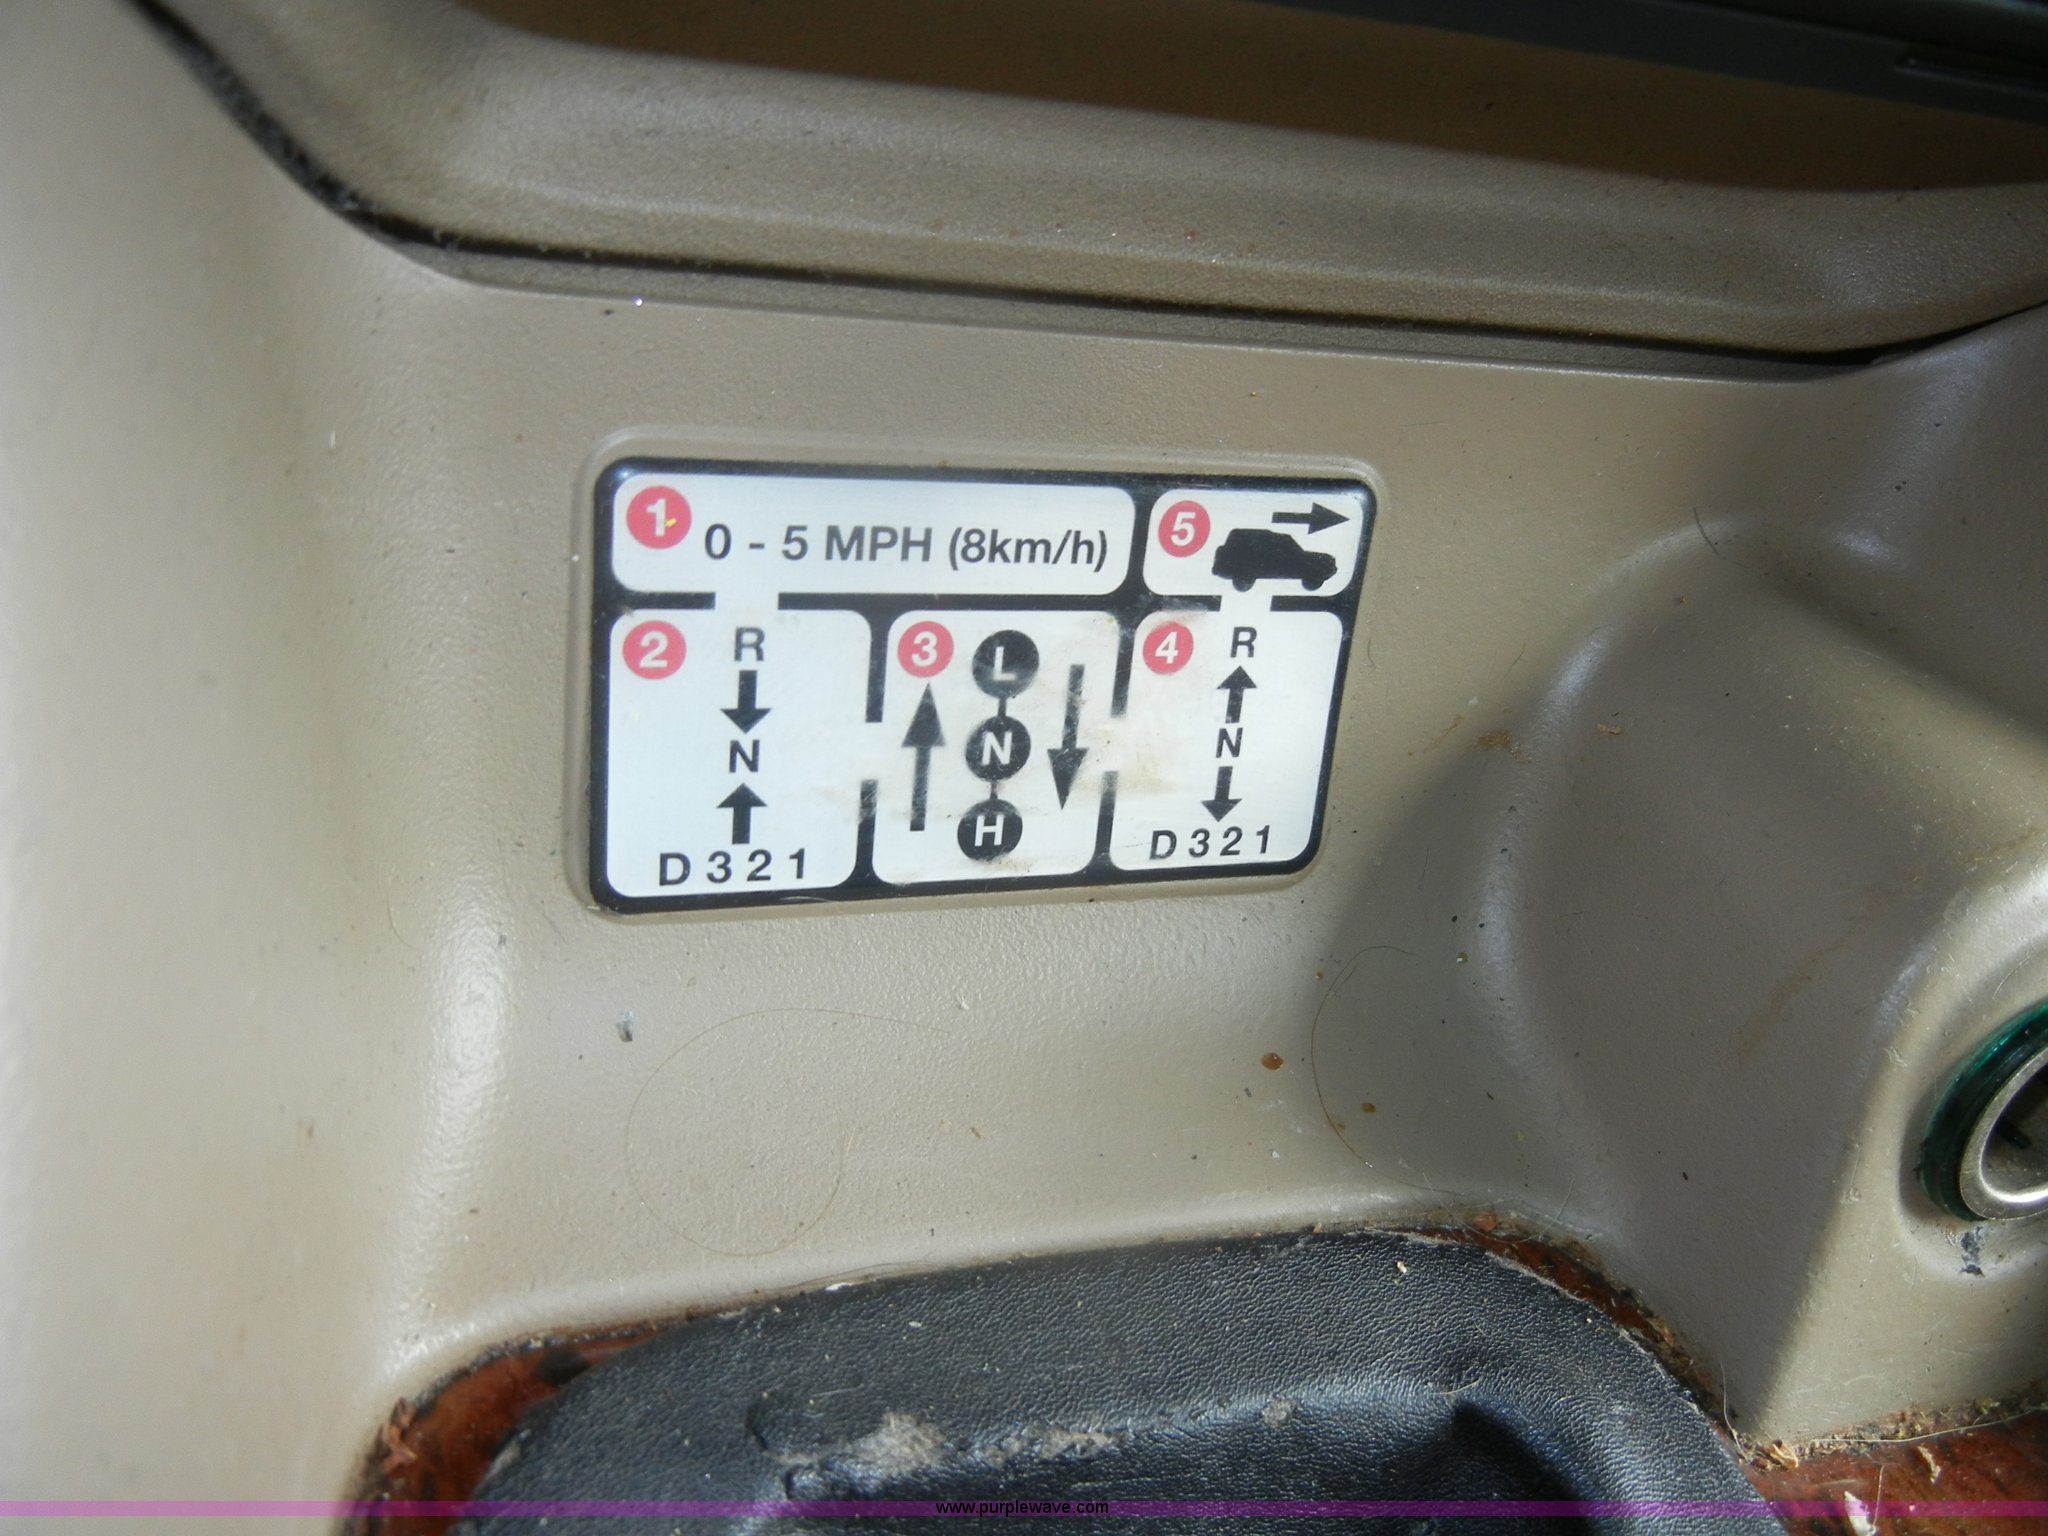 1 0 - 5 MPH (8km/h)
5
2 R
N
D 3 2 1
3 L
N
H
4 R
N
D 3 2 1
www.purplewave.com